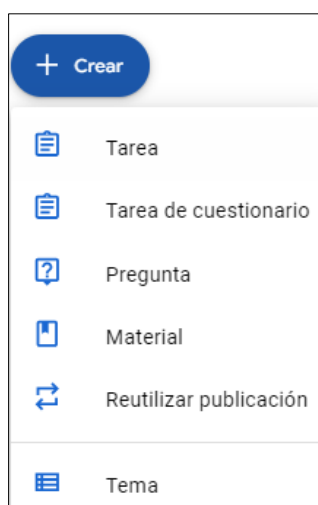 Crear
Tarea
Tarea de cuestionario
Pregunta
Material
Reutilizar publicación
Tema